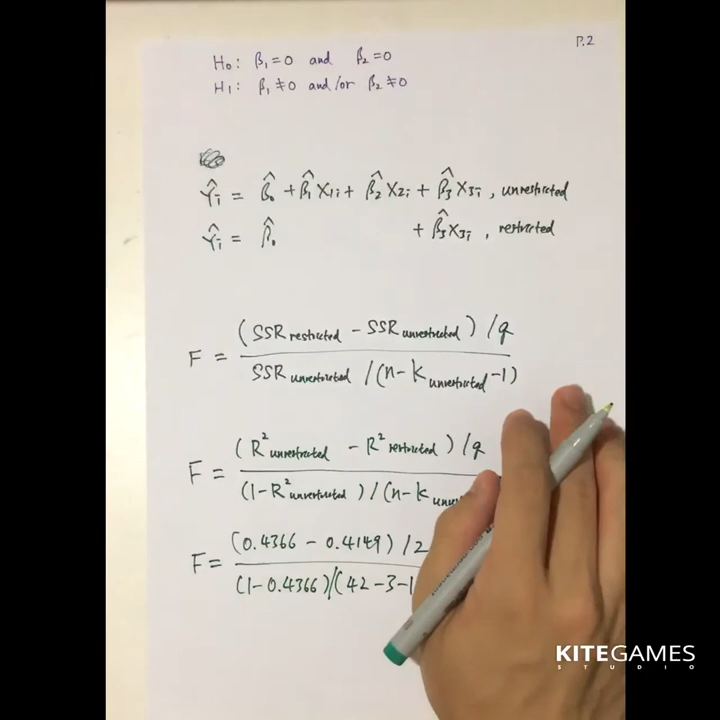 P.2
H₀: β₁=0 and β₂=0
H₁: β₁≠0 and/or β₂≠0
Ŷᵢ = β̂₀ + β̂₁X₁ᵢ + β̂₂X₂ᵢ + β̂₃X₃ᵢ, unrestricted
Ŷᵢ = β̂₀ + β̂₃X₃ᵢ, restricted
F = (SSR restricted - SSR unrestricted) / q
SSR unrestricted / (n - k unrestricted - 1)
F = (R² unrestricted - R² restricted) / q
(1 - R² unrestricted) / (n - k
F = (0.4366 - 0.4149) / 2
(1 - 0.4366) / (42 - 3 - 1
KITEGAMES
STUDIO